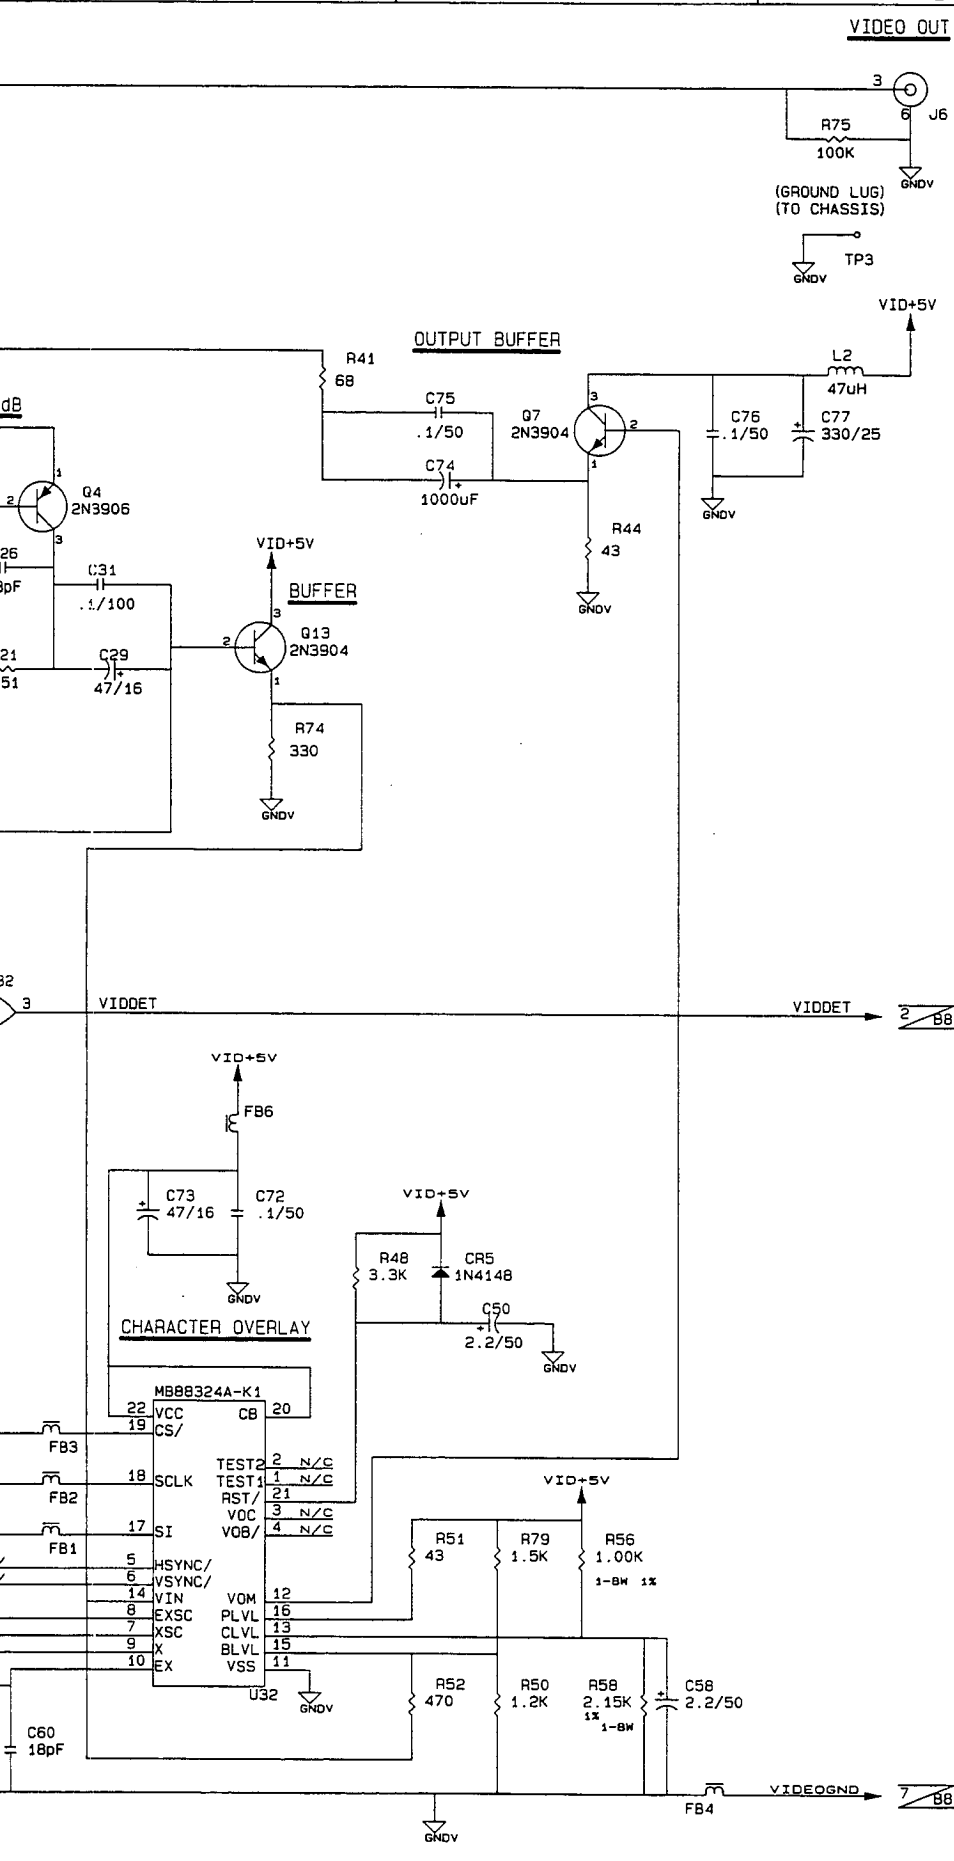 VIDEO OUT
3
6
J6
R75
100K
GNDV
(GROUND LUG)
(TO CHASSIS)
TP3
GNDV
VID+5V
OUTPUT BUFFER
R41
68
L2
47uH
dB
C75
.1/50
Q7
2N3904
3
2
1
C76
.1/50
C77
330/25
+
C74
1000uF
+
GNDV
1
Q4
2N3906
2
3
R44
43
VID+5V
26
C31
.1/100
BUFFER
GNDV
3
Q13
2N3904
2
1
21
51
C29
47/16
+
R74
330
GNDV
3
VIDDET
VIDDET
2
B8
VID+5V
FB6
C73
47/16
+
C72
.1/50
VID+5V
R48
3.3K
CR5
1N4148
GNDV
C50
2.2/50
+
CHARACTER OVERLAY
GNDV
MB88324A-K1
22 VCC
CB 20
19 CS/
FB3
TEST2 2 N/C
18 SCLK
TEST1 1 N/C
FB2
RST/ 21
VOC 3 N/C
17 SI
VOB/ 4 N/C
FB1
VID+5V
R51
43
R79
1.5K
R56
1.00K
1-8W 1%
5 HSYNC/
6 VSYNC/
14 VIN
VOM 12
8 EXSC
PLVL 16
7 XSC
CLVL 13
9 X
BLVL 15
10 EX
VSS 11
U32
GNDV
R52
470
R50
1.2K
R58
2.15K
1%
1-8W
C58
2.2/50
+
C60
18pF
FB4
VIDEOGND
7
B8
GNDV